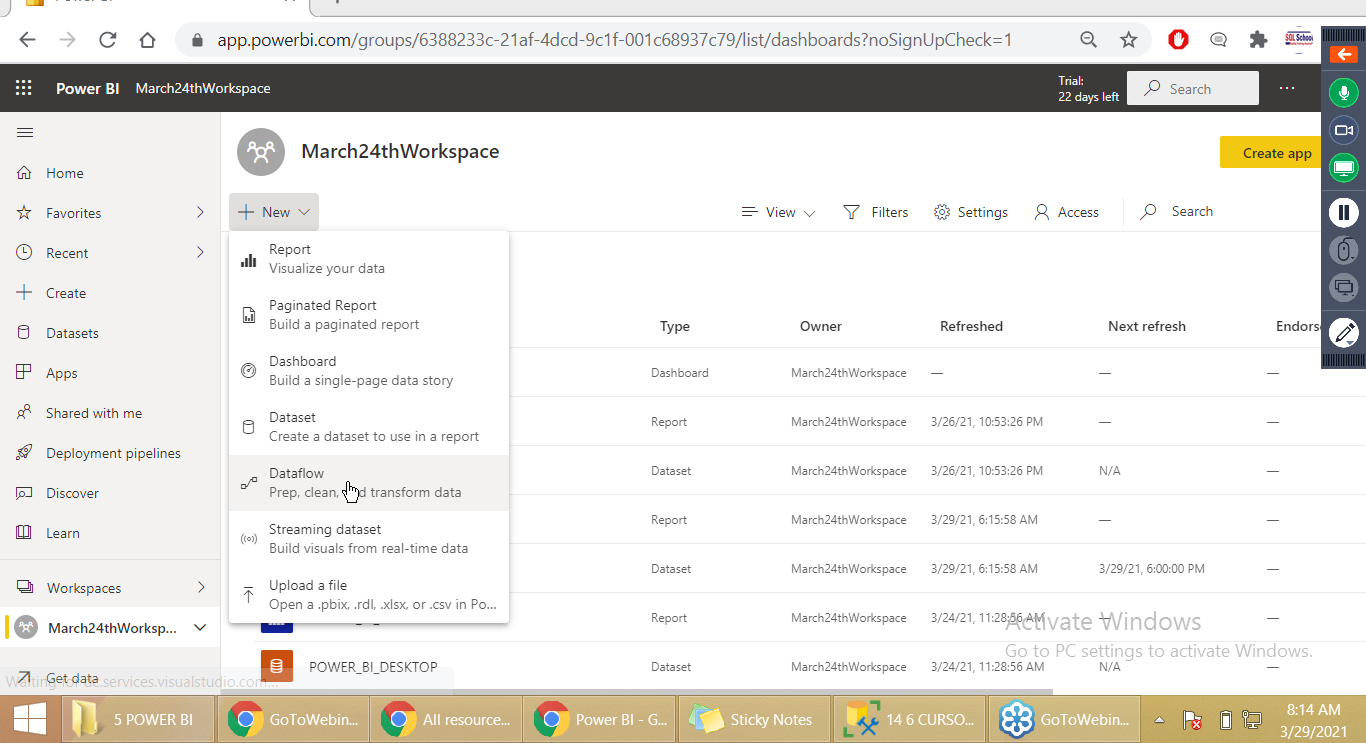 app.powerbi.com/groups/6388233c-21af-4dcd-9c1f-001c68937c79/list/dashboards?noSignUpCheck=1
SQL School
Power BI March24thWorkspace
Trial:
22 days left
Search
March24thWorkspace
Create app
New
View
Filters
Settings
Access
Search
Home
Favorites
Recent
Create
Datasets
Apps
Shared with me
Deployment pipelines
Discover
Learn
Workspaces
March24thWorksp...
Get data
Waiting for dc.services.visualstudio.com...
Report
Visualize your data
Paginated Report
Build a paginated report
Dashboard
Build a single-page data story
Dataset
Create a dataset to use in a report
Dataflow
Prep, clean, transform data
Streaming dataset
Build visuals from real-time data
Upload a file
Open a .pbix, .rdl, .xlsx, or .csv in Po...
Type Owner Refreshed Next refresh Endors
Dashboard March24thWorkspace — — —
Report March24thWorkspace 3/26/21, 10:53:26 PM — —
Dataset March24thWorkspace 3/26/21, 10:53:26 PM N/A —
Report March24thWorkspace 3/29/21, 6:15:58 AM — —
Dataset March24thWorkspace 3/29/21, 6:15:58 AM 3/29/21, 6:00:00 PM —
Report March24thWorkspace 3/24/21, 11:28:56 AM — —
POWER_BI_DESKTOP Dataset March24thWorkspace 3/24/21, 11:28:56 AM N/A —
Activate Windows
Go to PC settings to activate Windows.
5 POWER BI
GoToWebin...
All resource...
Power BI - G...
Sticky Notes
14 6 CURSO...
GoToWebin...
8:14 AM
3/29/2021